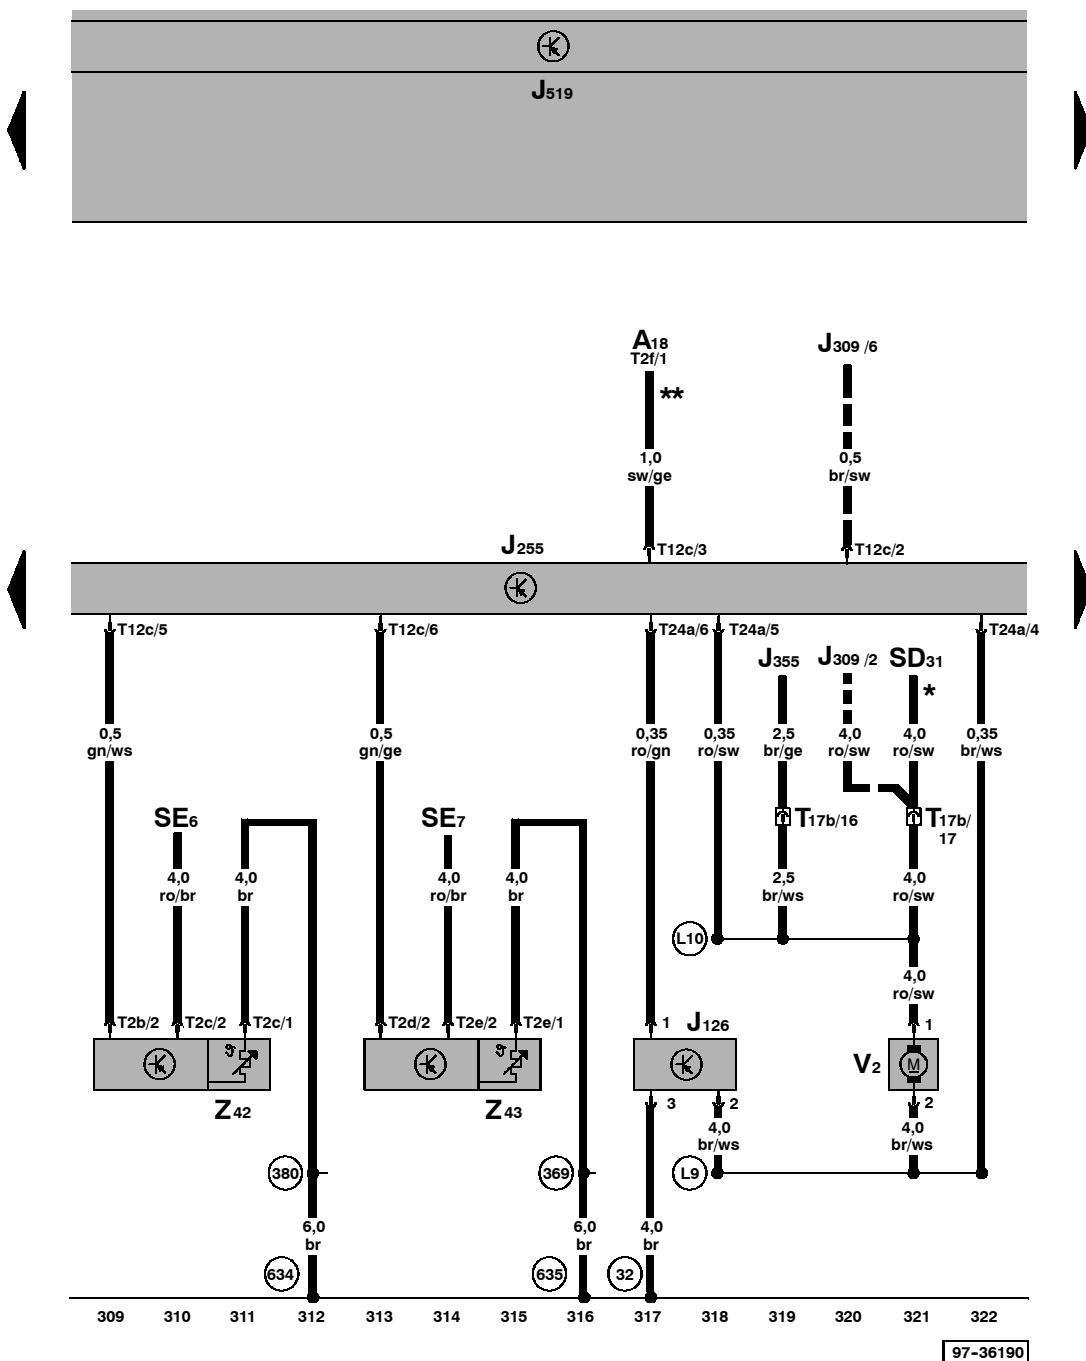 J519
A18
T2f/1
**
J309 /6
1,0
sw/ge
0,5
br/sw
J255
T12c/3
T12c/2
T12c/5
T12c/6
T24a/6
T24a/5
T24a/4
J355
J309 /2
SD31
*
0,5
gn/ws
0,5
gn/ge
0,35
ro/gn
0,35
ro/sw
2,5
br/ge
4,0
ro/sw
4,0
ro/sw
0,35
br/ws
SE6
SE7
T17b/16
T17b/
17
4,0
ro/br
4,0
br
4,0
ro/br
4,0
br
2,5
br/ws
4,0
ro/sw
L10
4,0
ro/sw
T2b/2
T2c/2
T2c/1
T2d/2
T2e/2
T2e/1
1
J126
1
ϑ
ϑ
V2
M
Z42
Z43
3
2
2
4,0
br/ws
4,0
br/ws
380
369
L9
6,0
br
6,0
br
4,0
br
634
635
32
309 310 311 312 313 314 315 316 317 318 319 320 321 322
97-36190